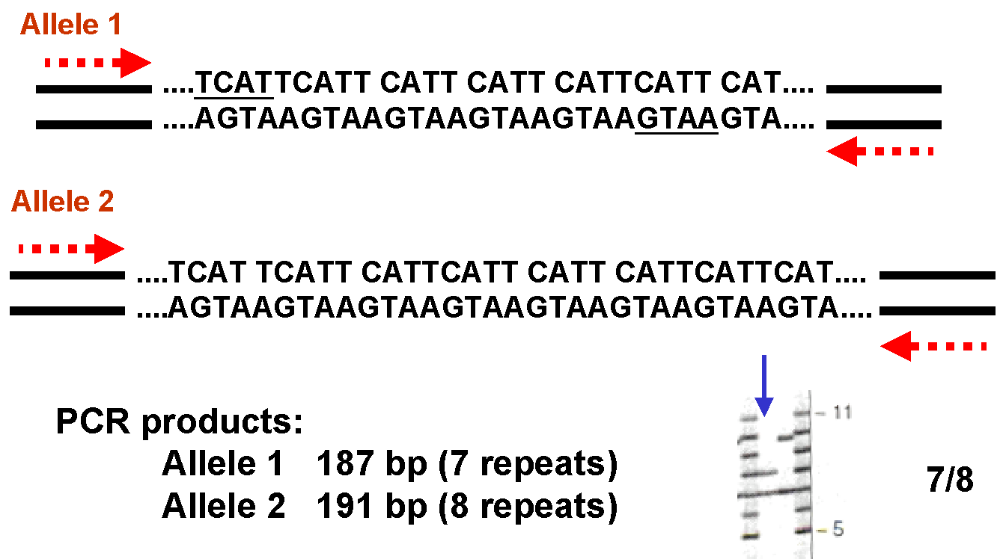 Allele 1
....TCATTCATT CATT CATT CATTCATT CAT....
....AGTAAGTAAGTAAGTAAGTAAGTAAGTA....
Allele 2
....TCAT TCATT CATTCATT CATT CATTCATTCAT....
....AGTAAGTAAGTAAGTAAGTAAGTAAGTAAGTA....
PCR products:
Allele 1 187 bp (7 repeats)
Allele 2 191 bp (8 repeats)
11
5
7/8